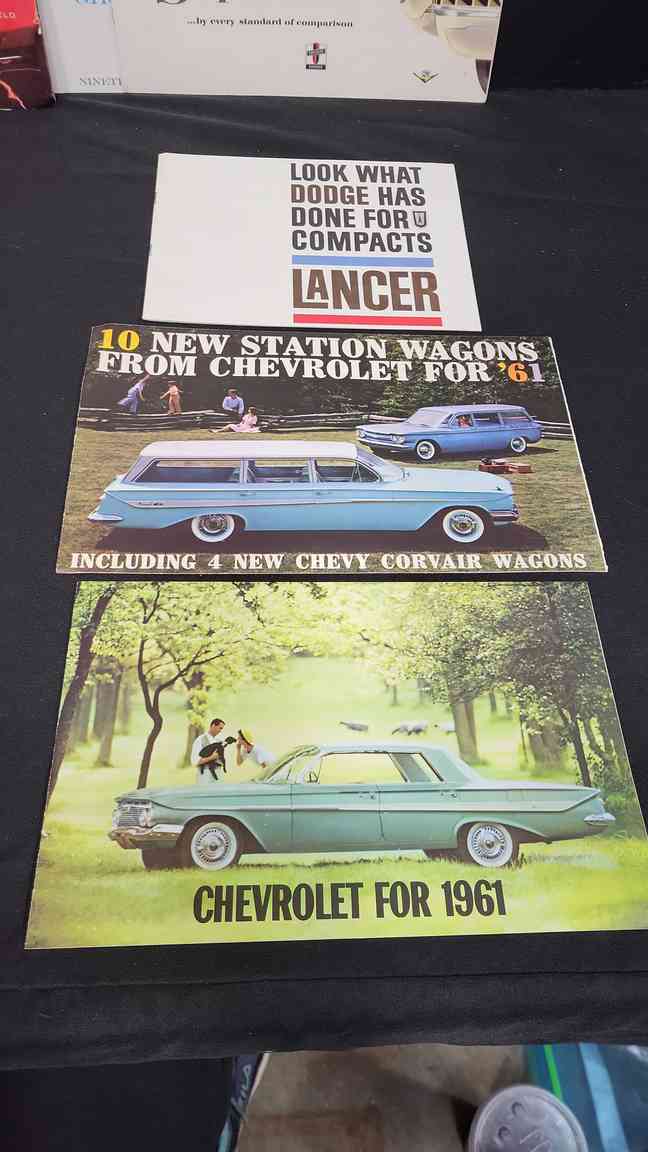 ...by every standard of comparison
LOOK WHAT
DODGE HAS
DONE FOR
COMPACTS
LANCER
10 NEW STATION WAGONS
FROM CHEVROLET FOR '61
INCLUDING 4 NEW CHEVY CORVAIR WAGONS
CHEVROLET FOR 1961